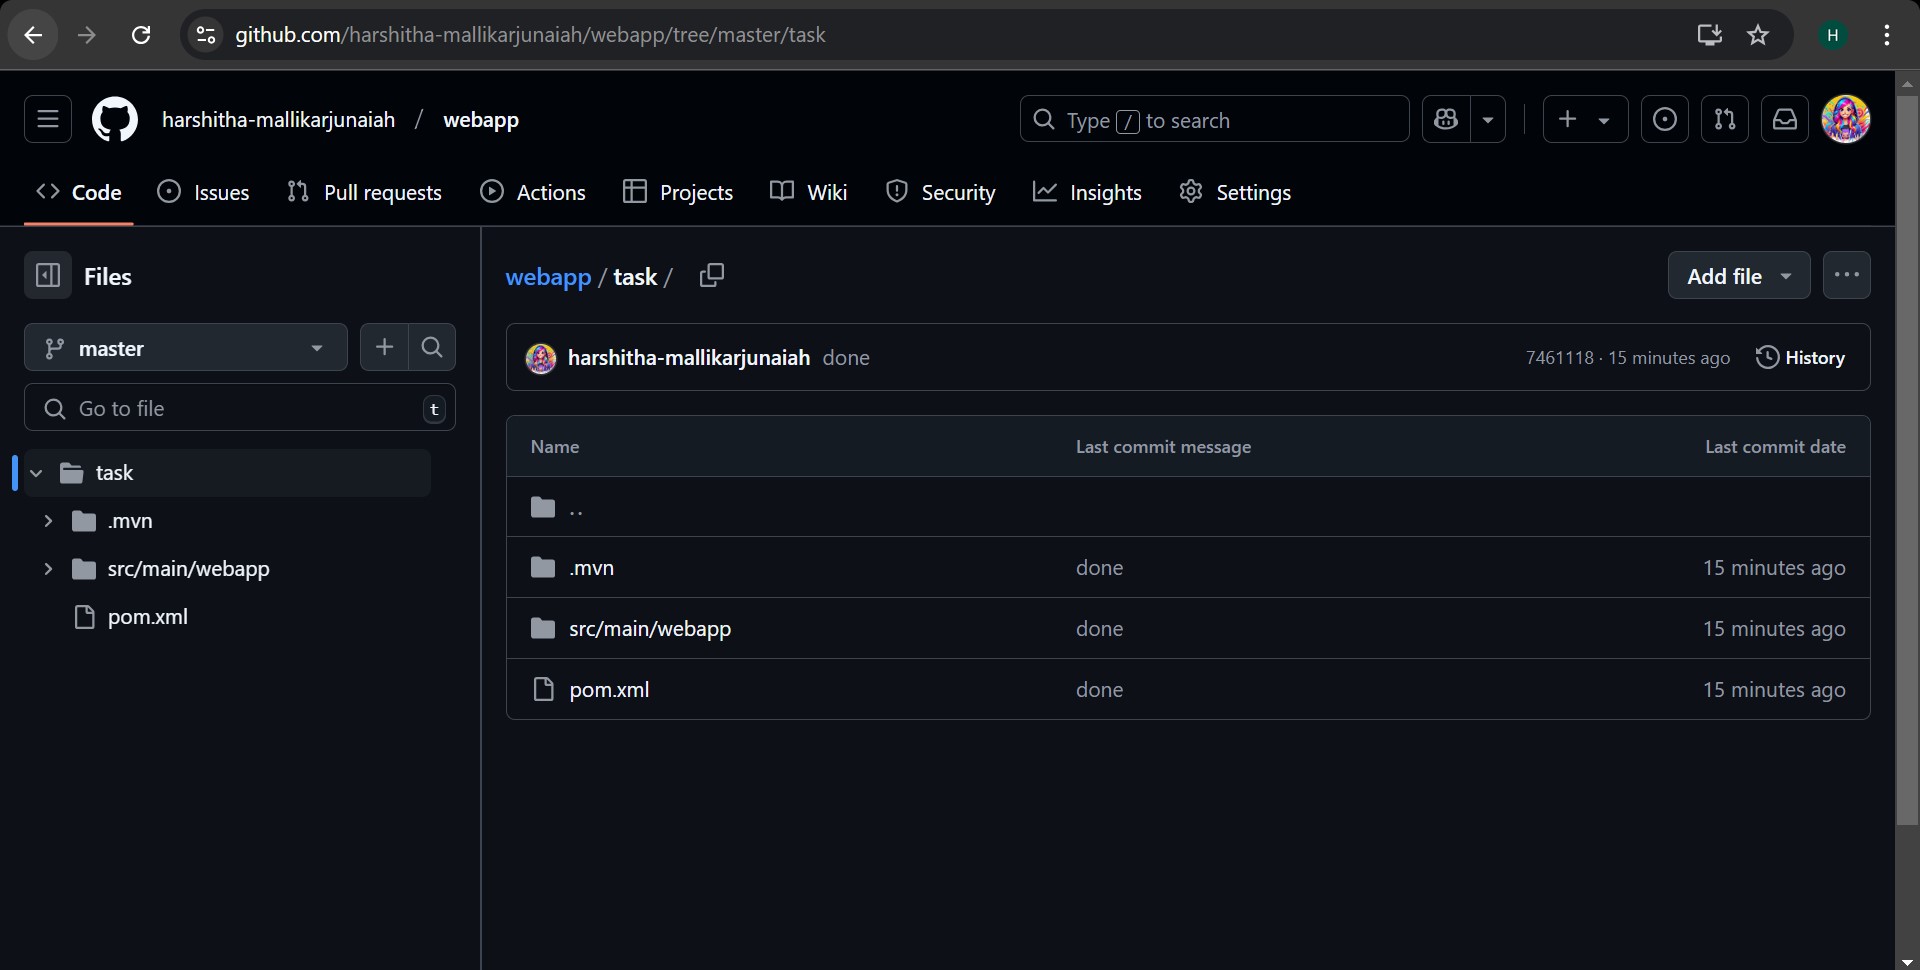 github.com/harshitha-mallikarjunaiah/webapp/tree/master/task
H
harshitha-mallikarjunaiah / webapp
Type / to search
Code
Issues
Pull requests
Actions
Projects
Wiki
Security
Insights
Settings
Files
master
Go to file
t
task
.mvn
src/main/webapp
pom.xml
webapp / task /
Add file
harshitha-mallikarjunaiah done
7461118 · 15 minutes ago
History
Name Last commit message Last commit date
..
.mvn done 15 minutes ago
src/main/webapp done 15 minutes ago
pom.xml done 15 minutes ago